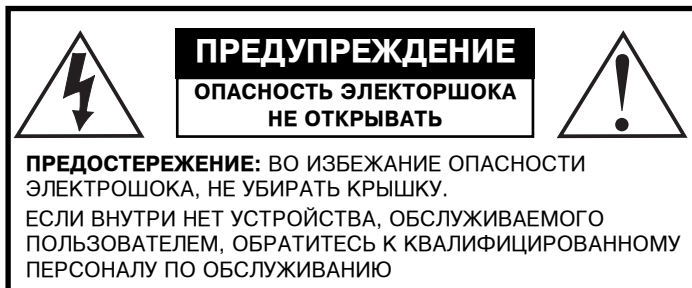 ПРЕДУПРЕЖДЕНИЕ
ОПАСНОСТЬ ЭЛЕКТОРШОКА
НЕ ОТКРЫВАТЬ
ПРЕДОСТЕРЕЖЕНИЕ: ВО ИЗБЕЖАНИЕ ОПАСНОСТИ
ЭЛЕКТРОШОКА, НЕ УБИРАТЬ КРЫШКУ.
ЕСЛИ ВНУТРИ НЕТ УСТРОЙСТВА, ОБСЛУЖИВАЕМОГО
ПОЛЬЗОВАТЕЛЕМ, ОБРАТИТЕСЬ К КВАЛИФИЦИРОВАННОМУ
ПЕРСОНАЛУ ПО ОБСЛУЖИВАНИЮ